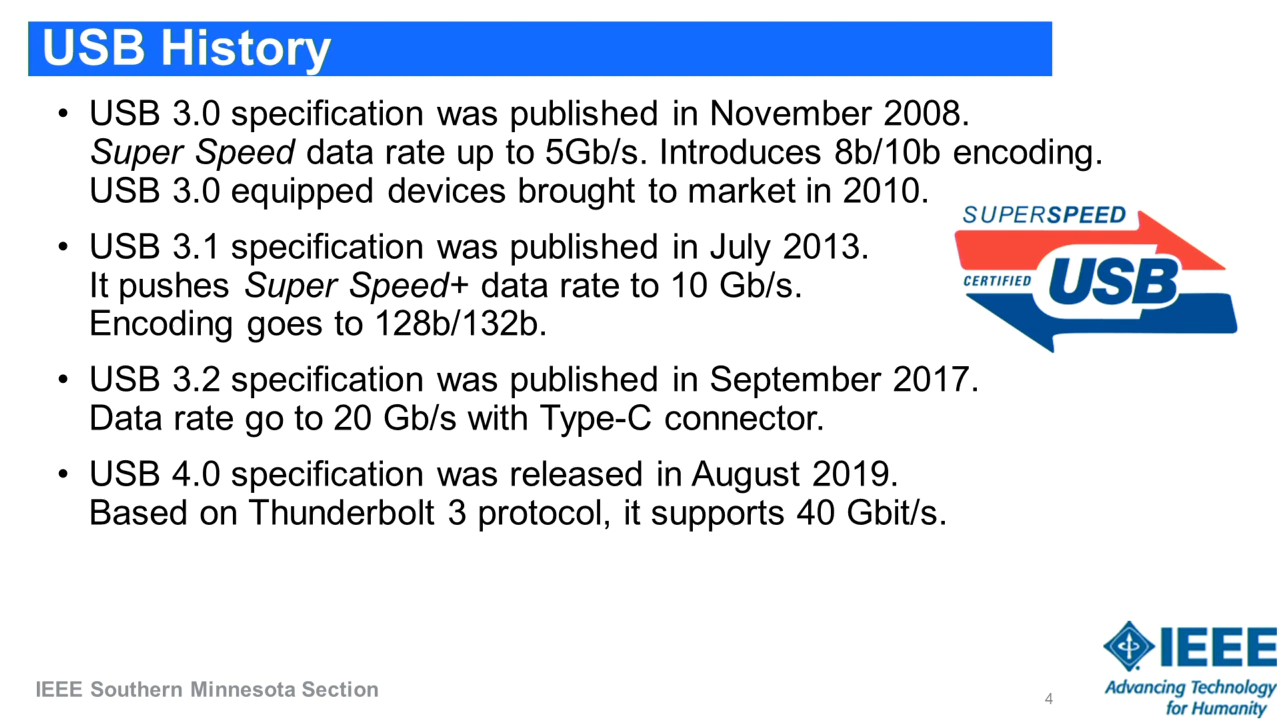 USB History
• USB 3.0 specification was published in November 2008.
Super Speed data rate up to 5Gb/s. Introduces 8b/10b encoding.
USB 3.0 equipped devices brought to market in 2010.
SUPERSPEED
CERTIFIED USB
• USB 3.1 specification was published in July 2013.
It pushes Super Speed+ data rate to 10 Gb/s.
Encoding goes to 128b/132b.
• USB 3.2 specification was published in September 2017.
Data rate go to 20 Gb/s with Type-C connector.
• USB 4.0 specification was released in August 2019.
Based on Thunderbolt 3 protocol, it supports 40 Gbit/s.
IEEE Southern Minnesota Section
4
IEEE
Advancing Technology
for Humanity